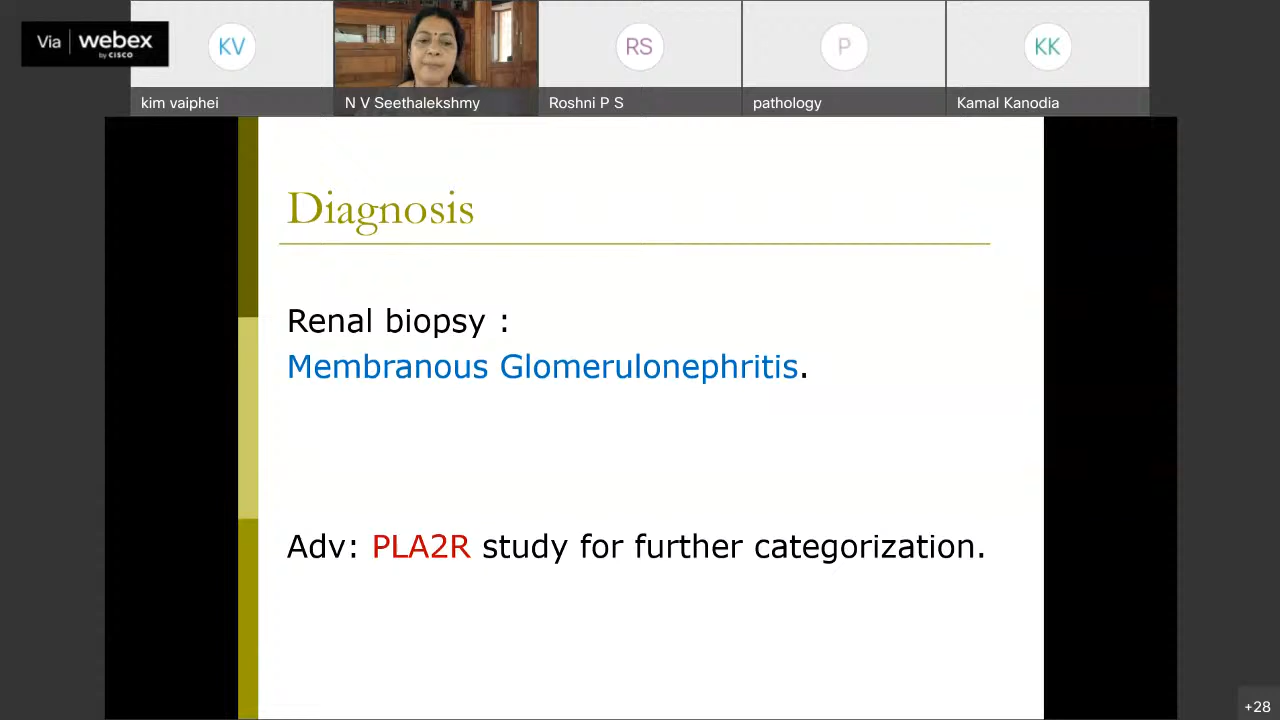 Via webex
by CISCO
KV
RS
P
KK
kim vaiphei
N V Seethalekshmy
Roshni P S
pathology
Kamal Kanodia
Diagnosis
Renal biopsy :
Membranous Glomerulonephritis.
Adv: PLA2R study for further categorization.
+28